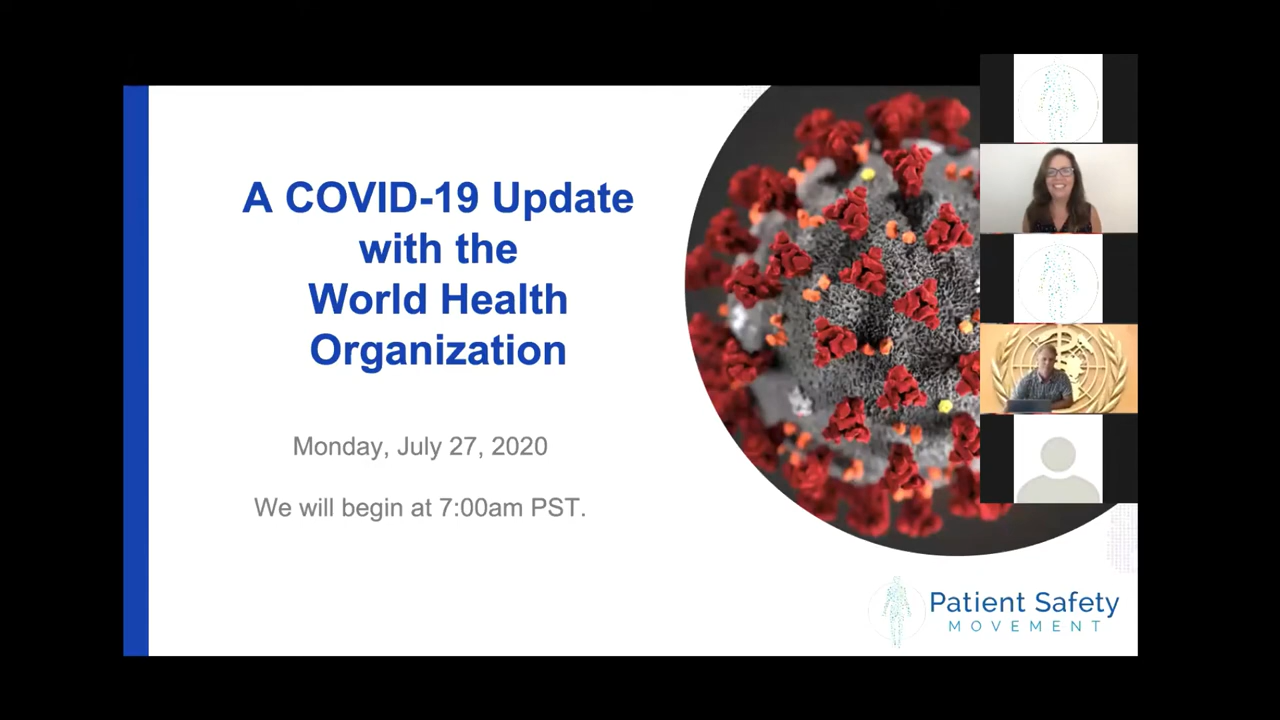 A COVID-19 Update
with the
World Health
Organization
Monday, July 27, 2020
We will begin at 7:00am PST.
Patient Safety
MOVEMENT